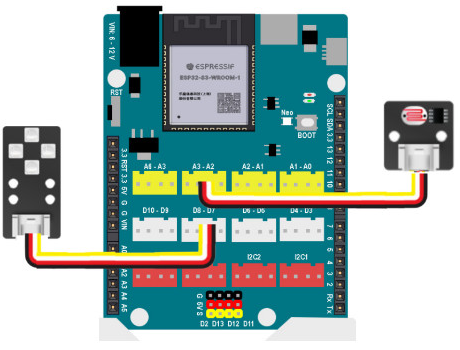 VIN: 6 - 12 V
ESPRESSIF
ESP32-S3-WROOM-1
RST
Neo
BOOT
SCL
SDA
3.3
13
12
11
10
3.3
RST
3.3
5V
G
G
VIN
A6 - A3
A3 - A2
A2 - A1
A1 - A0
D10 - D9
D8 - D7
D6 - D5
D4 - D3
7
6
5
4
3
2
Rx
Tx
A0
A2
A3
A4
A5
I2C2
I2C1
G 5V S
D2 D13 D12 D11